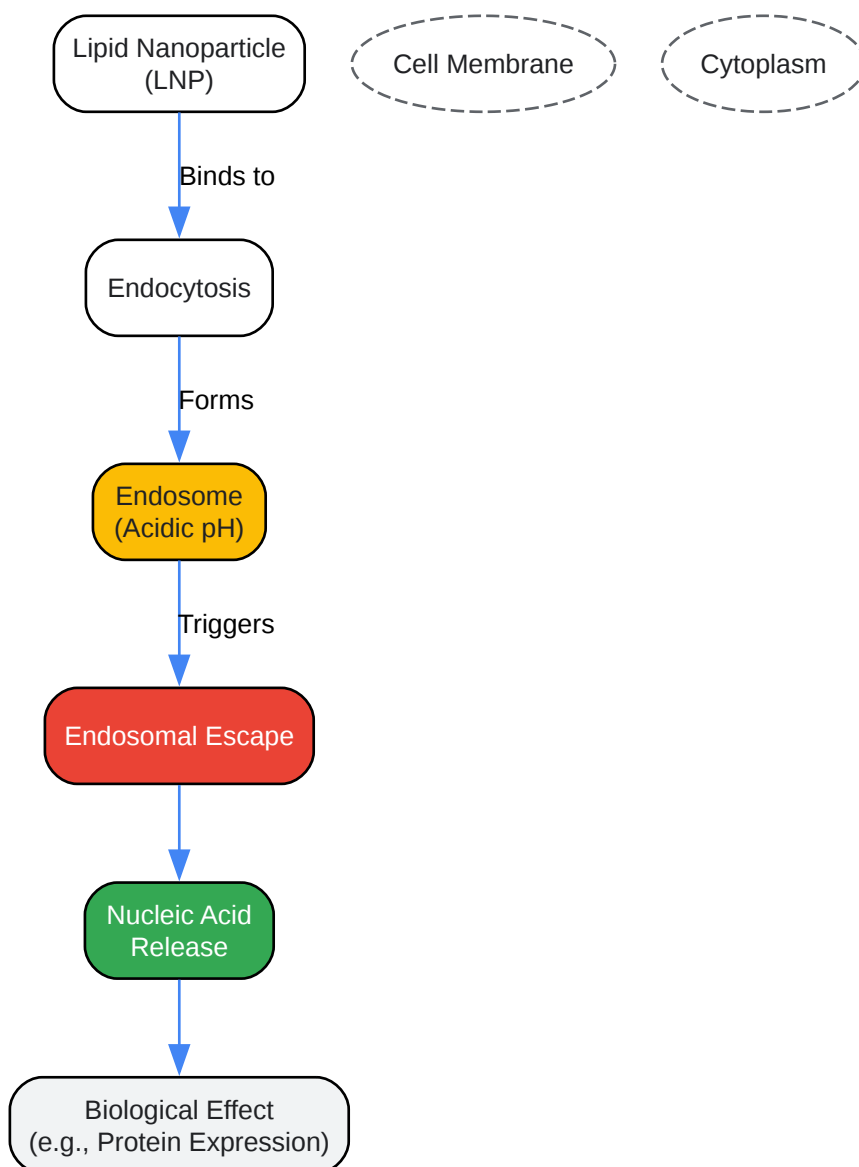 Lipid Nanoparticle
(LNP)
Cell Membrane
Cytoplasm
Binds to
Endocytosis
Forms
Endosome
(Acidic pH)
Triggers
Endosomal Escape
Nucleic Acid
Release
Biological Effect
(e.g., Protein Expression)